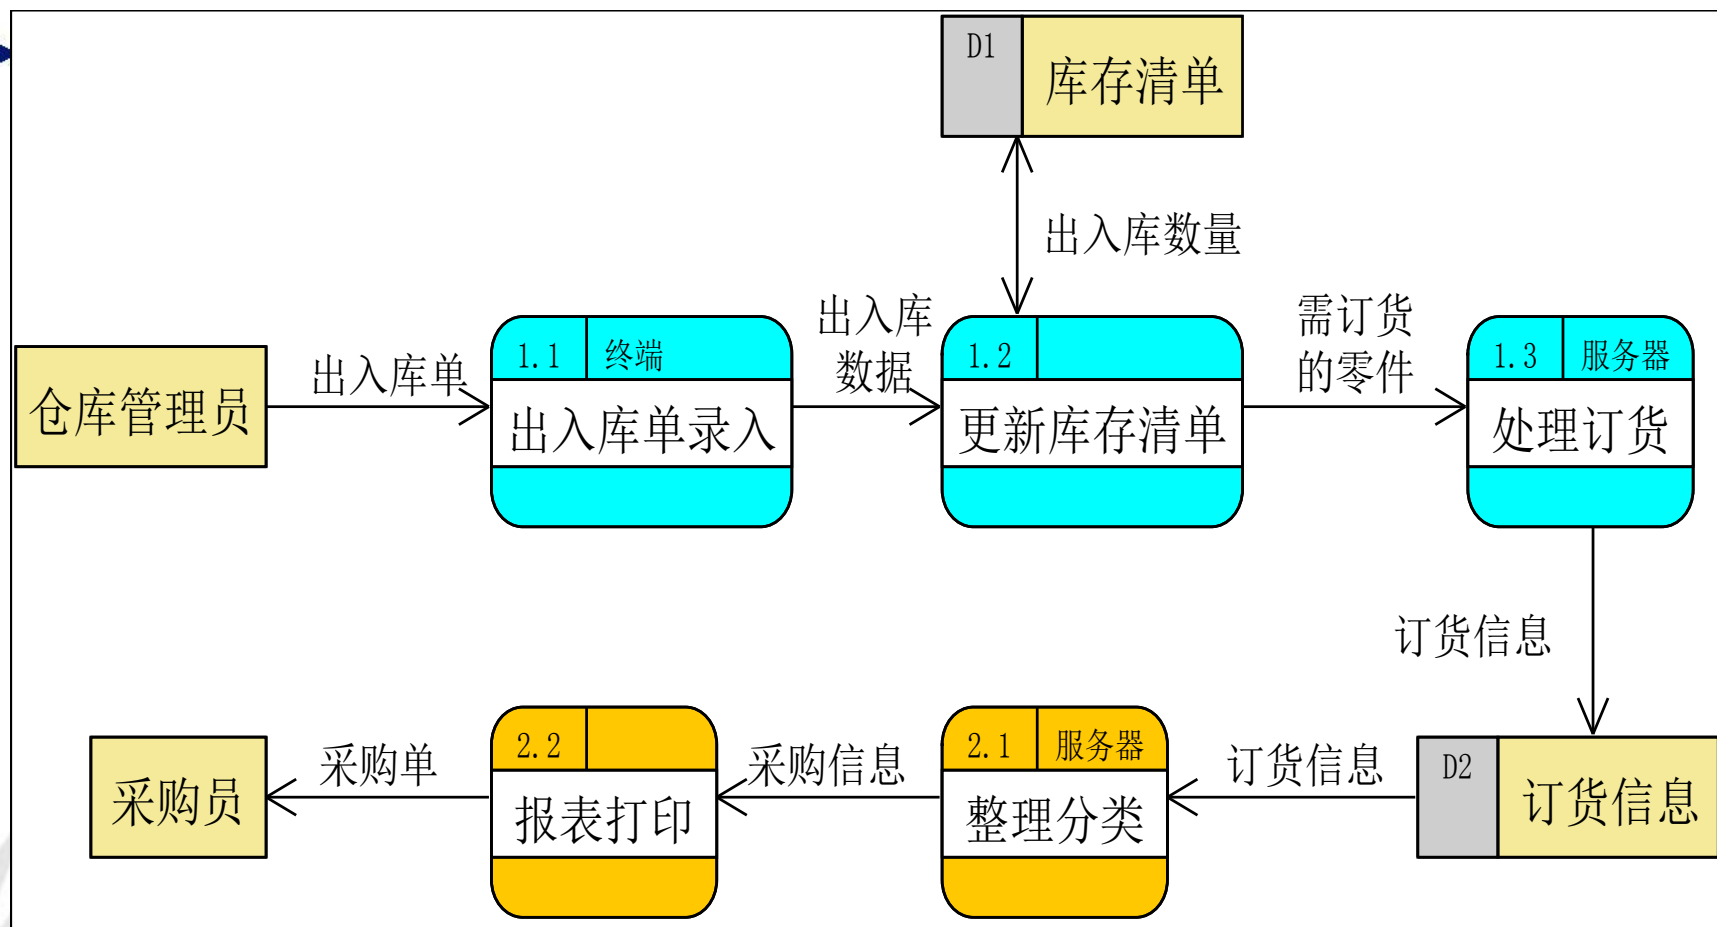 D1
库存清单
出入库数量
出入库
数据
需订货
的零件
1.1 终端
1.2
1.3 服务器
仓库管理员
出入库单
出入库单录入
更新库存清单
处理订货
订货信息
采购员
采购单
2.2
报表打印
采购信息
2.1 服务器
整理分类
订货信息
D2
订货信息